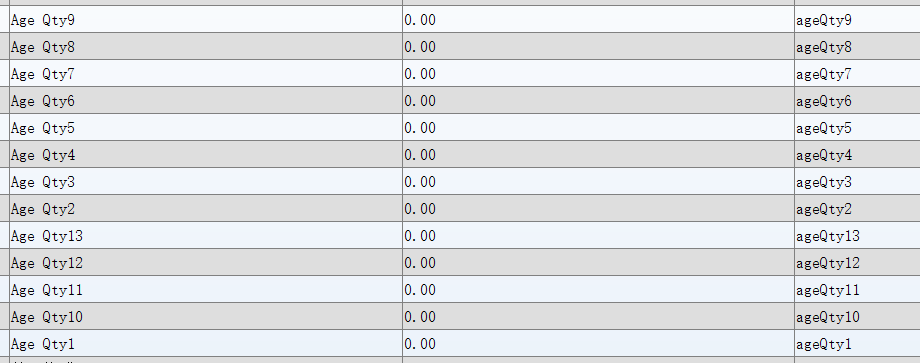 Age Qty9 0.00 ageQty9
Age Qty8 0.00 ageQty8
Age Qty7 0.00 ageQty7
Age Qty6 0.00 ageQty6
Age Qty5 0.00 ageQty5
Age Qty4 0.00 ageQty4
Age Qty3 0.00 ageQty3
Age Qty2 0.00 ageQty2
Age Qty13 0.00 ageQty13
Age Qty12 0.00 ageQty12
Age Qty11 0.00 ageQty11
Age Qty10 0.00 ageQty10
Age Qty1 0.00 ageQty1